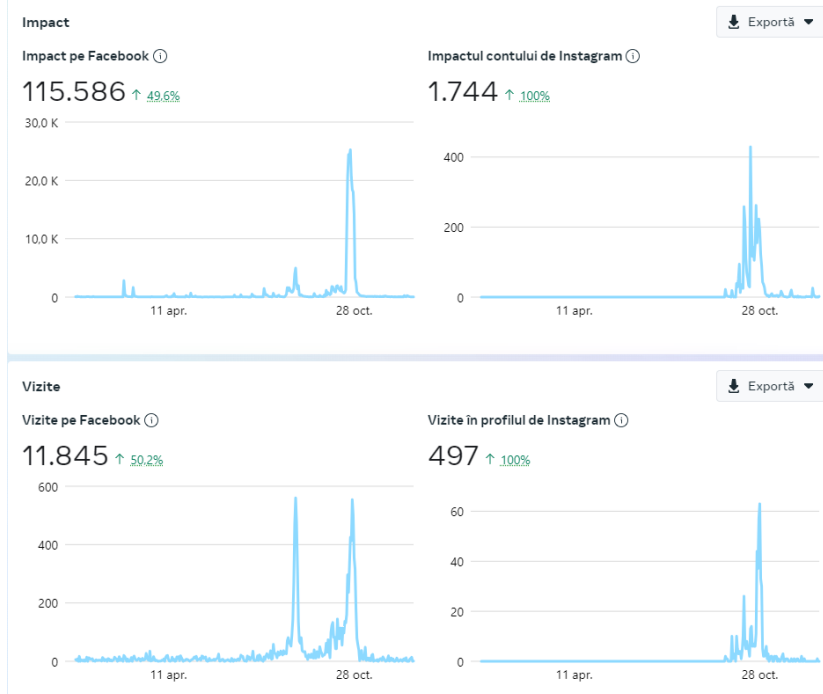 Impact
Exportă
Impact pe Facebook
115.586 ↑ 49.6%
30,0 K
20,0 K
10,0 K
0
11 apr.
28 oct.
Impactul contului de Instagram
1.744 ↑ 100%
400
200
0
11 apr.
28 oct.
Vizite
Exportă
Vizite pe Facebook
11.845 ↑ 50,2%
600
400
200
0
11 apr.
28 oct.
Vizite în profilul de Instagram
497 ↑ 100%
60
40
20
0
11 apr.
28 oct.